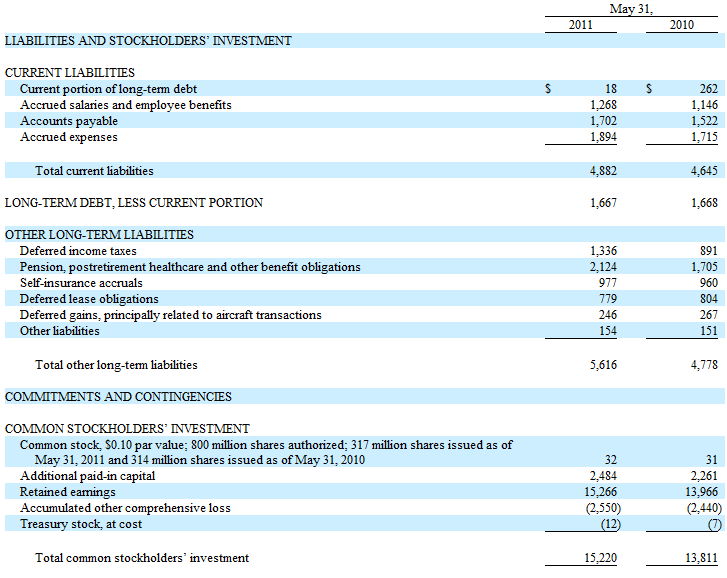 May 31,
2011 2010
LIABILITIES AND STOCKHOLDERS' INVESTMENT
CURRENT LIABILITIES
Current portion of long-term debt $ 18 $ 262
Accrued salaries and employee benefits 1,268 1,146
Accounts payable 1,702 1,522
Accrued expenses 1,894 1,715
Total current liabilities 4,882 4,645
LONG-TERM DEBT, LESS CURRENT PORTION 1,667 1,668
OTHER LONG-TERM LIABILITIES
Deferred income taxes 1,336 891
Pension, postretirement healthcare and other benefit obligations 2,124 1,705
Self-insurance accruals 977 960
Deferred lease obligations 779 804
Deferred gains, principally related to aircraft transactions 246 267
Other liabilities 154 151
Total other long-term liabilities 5,616 4,778
COMMITMENTS AND CONTINGENCIES
COMMON STOCKHOLDERS' INVESTMENT
Common stock, $0.10 par value; 800 million shares authorized; 317 million shares issued as of
May 31, 2011 and 314 million shares issued as of May 31, 2010 32 31
Additional paid-in capital 2,484 2,261
Retained earnings 15,266 13,966
Accumulated other comprehensive loss (2,550) (2,440)
Treasury stock, at cost (12) (7)
Total common stockholders' investment 15,220 13,811